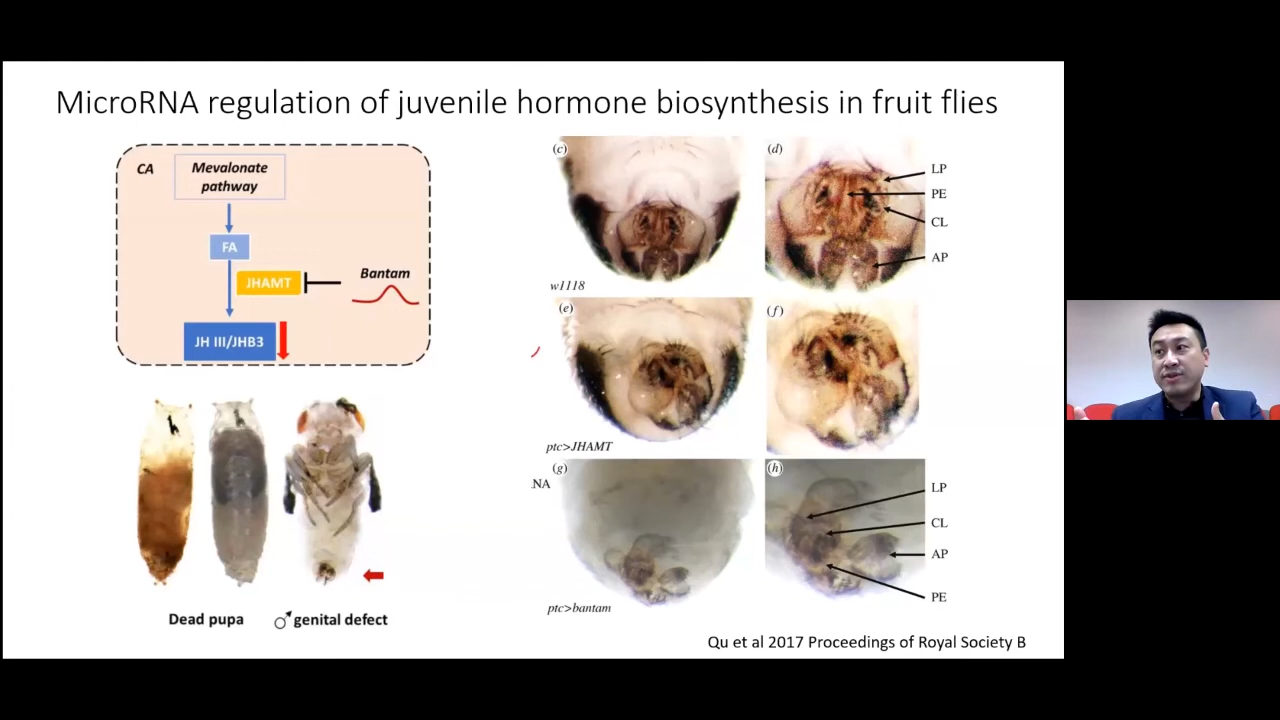 MicroRNA regulation of juvenile hormone biosynthesis in fruit flies
CA
Mevalonate
pathway
FA
JHAMT
Bantam
JH III/JHB3
Dead pupa
♂ genital defect
(c)
w1118
(d)
LP
PE
CL
AP
(e)
ptc>JHAMT
(f)
(g)
NA
ptc>bantam
(h)
LP
CL
AP
PE
Qu et al 2017 Proceedings of Royal Society B